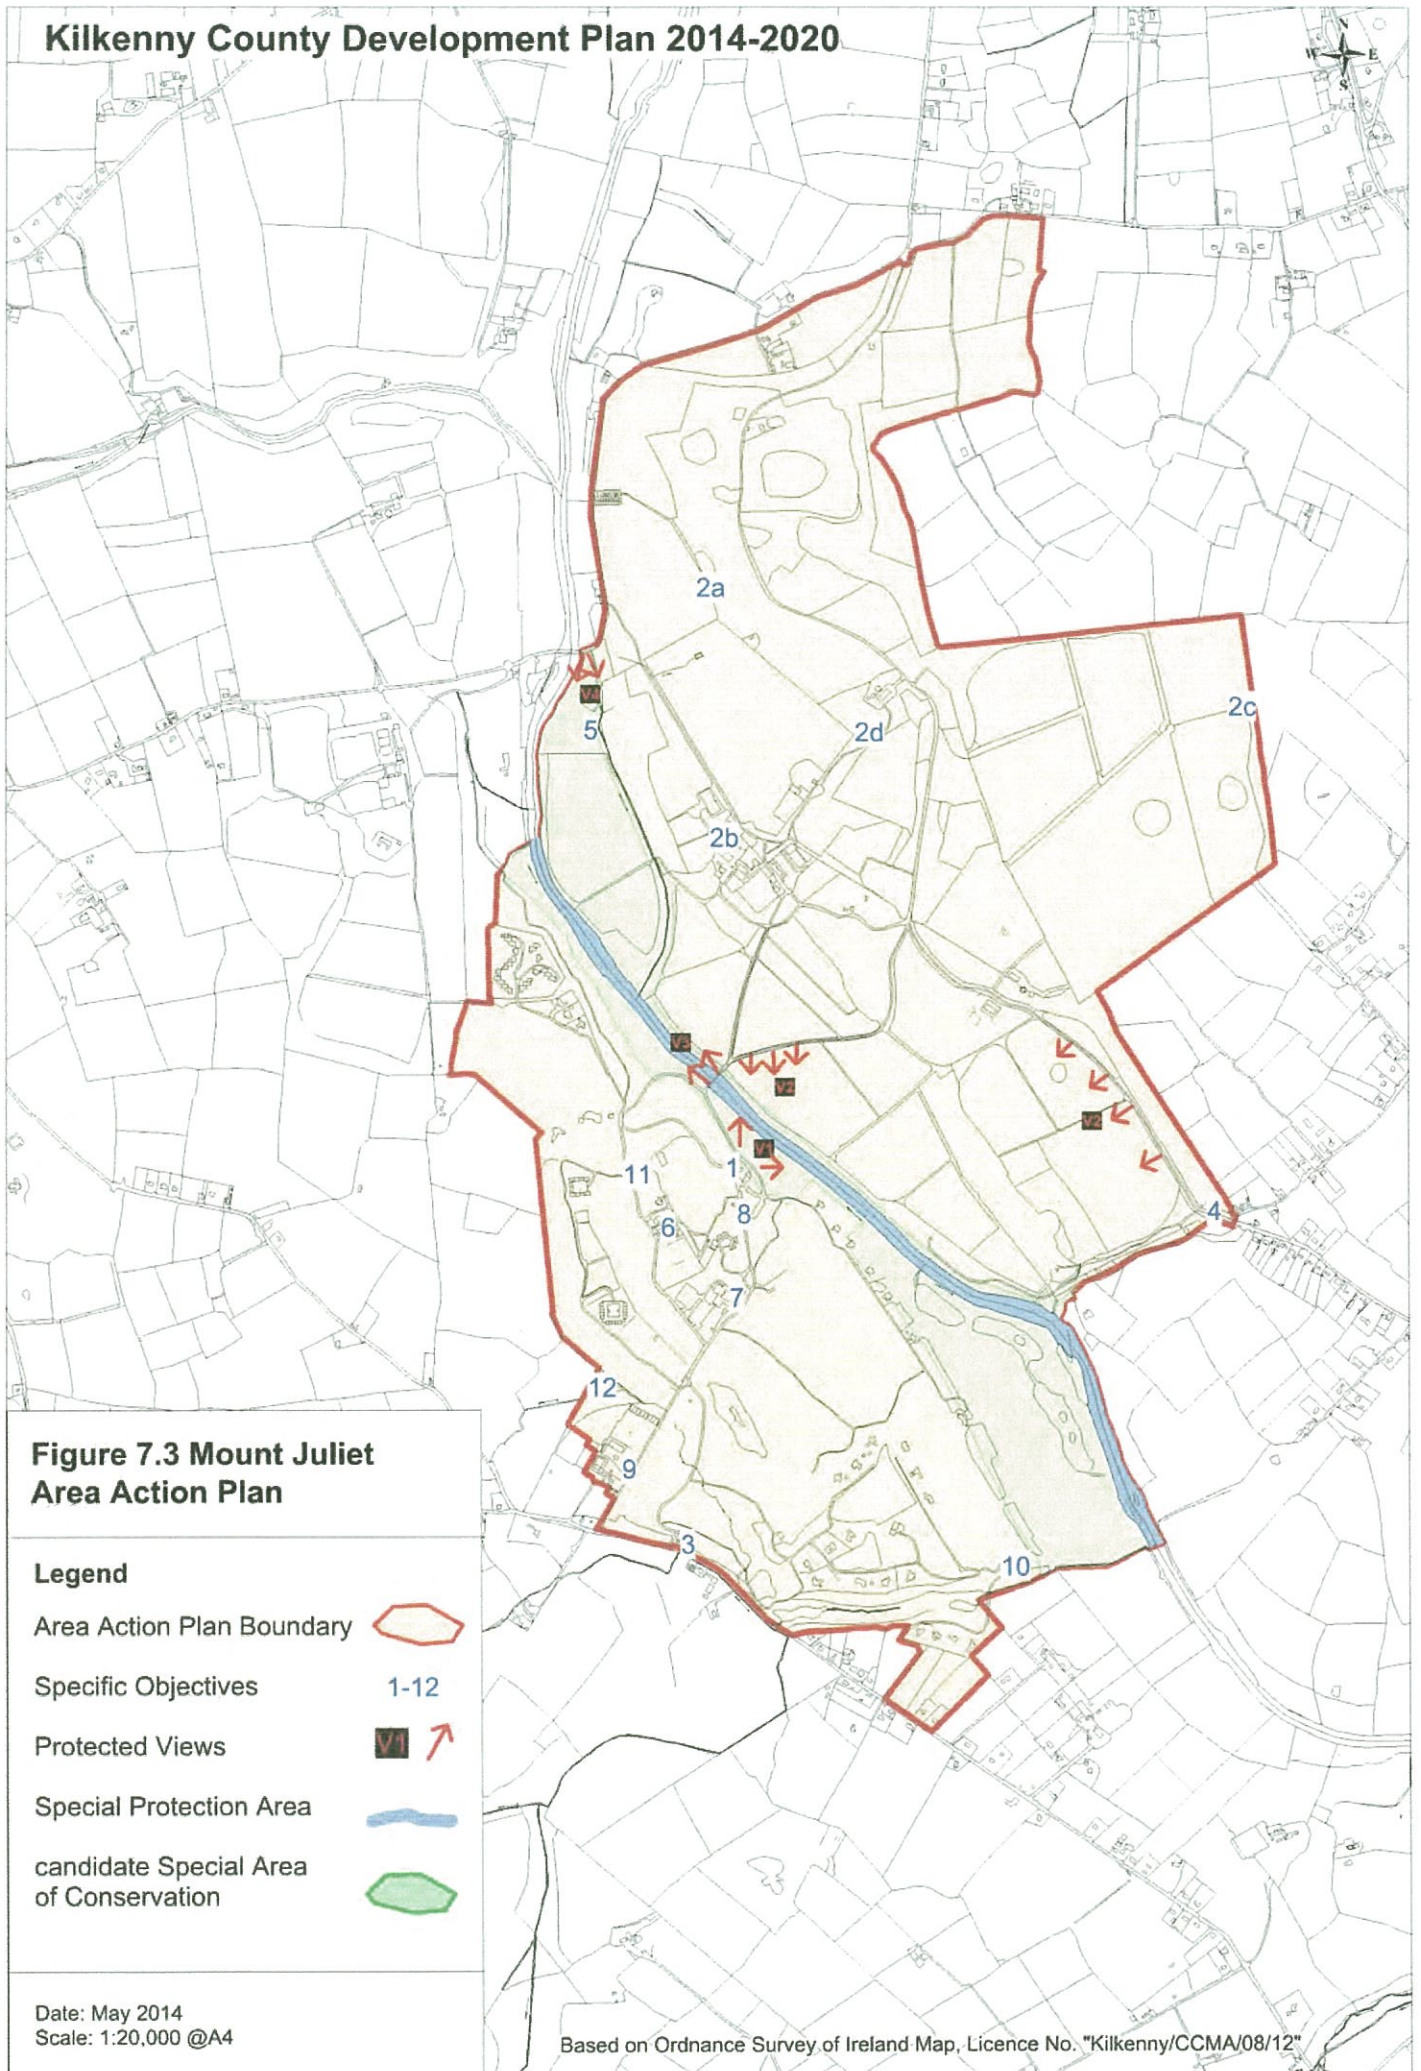 Kilkenny County Development Plan 2014-2020
N
W E
S
2a
2c
V4
5
2d
2b
V3
V2
V2
V1
1
11
4
8
6
7
12
9
3
10
Figure 7.3 Mount Juliet
Area Action Plan
Legend
Area Action Plan Boundary
Specific Objectives 1-12
Protected Views V1
Special Protection Area
candidate Special Area
of Conservation
Date: May 2014
Scale: 1:20,000 @A4
Based on Ordnance Survey of Ireland Map, Licence No. "Kilkenny/CCMA/08/12"